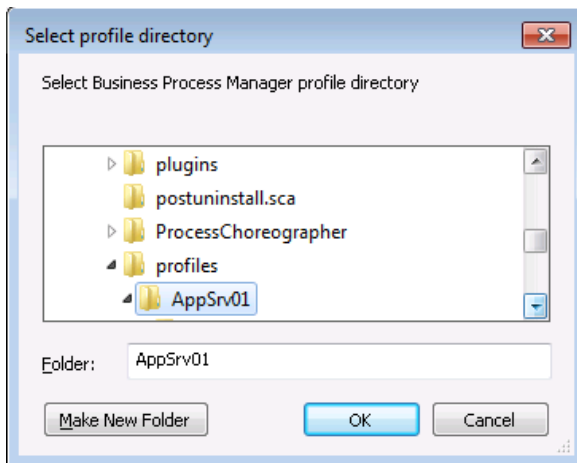 Select profile directory
Select Business Process Manager profile directory
plugins
postuninstall.sca
ProcessChoreographer
profiles
AppSrv01
Folder: AppSrv01
Make New Folder OK Cancel